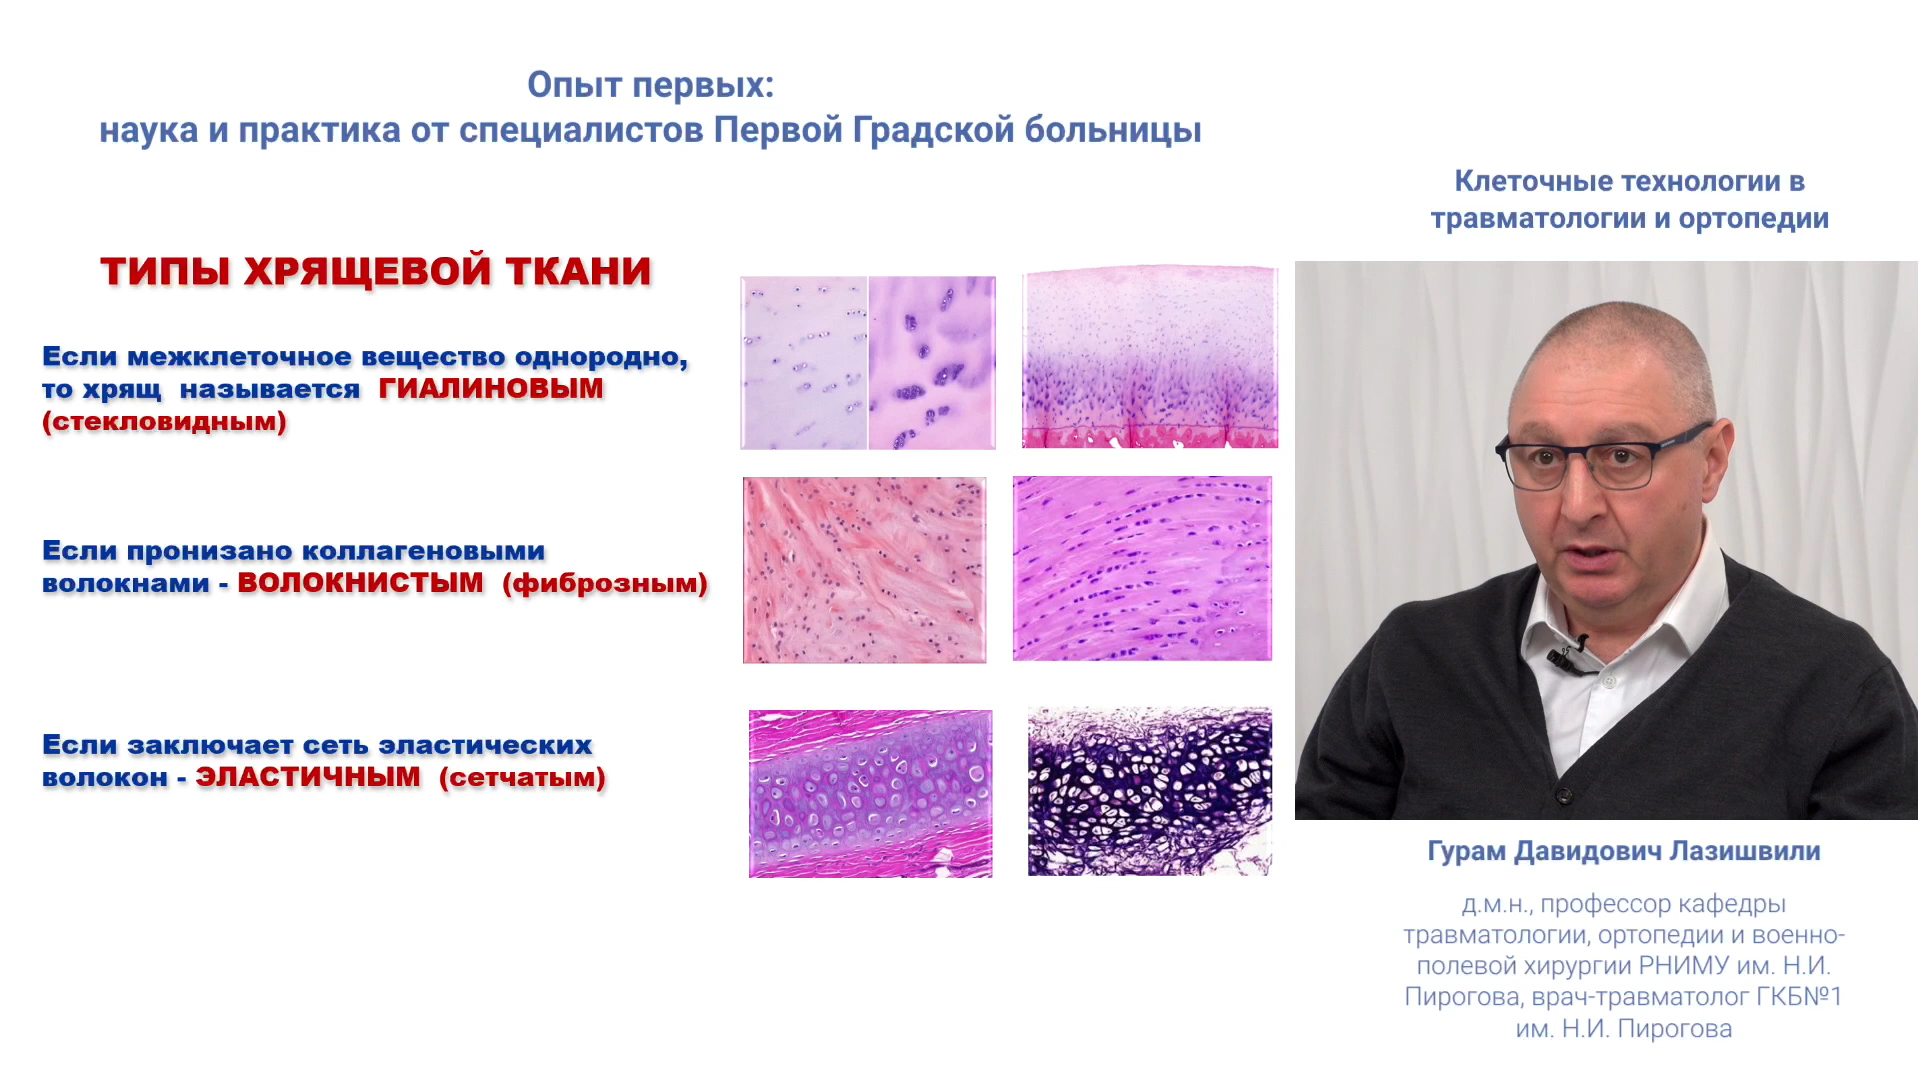 Опыт первых:
наука и практика от специалистов Первой Градской больницы
Клеточные технологии в
травматологии и ортопедии
ТИПЫ ХРЯЩЕВОЙ ТКАНИ
Если межклеточное вещество однородно,
то хрящ называется ГИАЛИНОВЫМ
(стекловидным)
Если пронизано коллагеновыми
волокнами - ВОЛОКНИСТЫМ (фиброзным)
Если заключает сеть эластических
волокон - ЭЛАСТИЧНЫМ (сетчатым)
Гурам Давидович Лазишвили
д.м.н., профессор кафедры
травматологии, ортопедии и военно-
полевой хирургии РНИМУ им. Н.И.
Пирогова, врач-травматолог ГКБ№1
им. Н.И. Пирогова